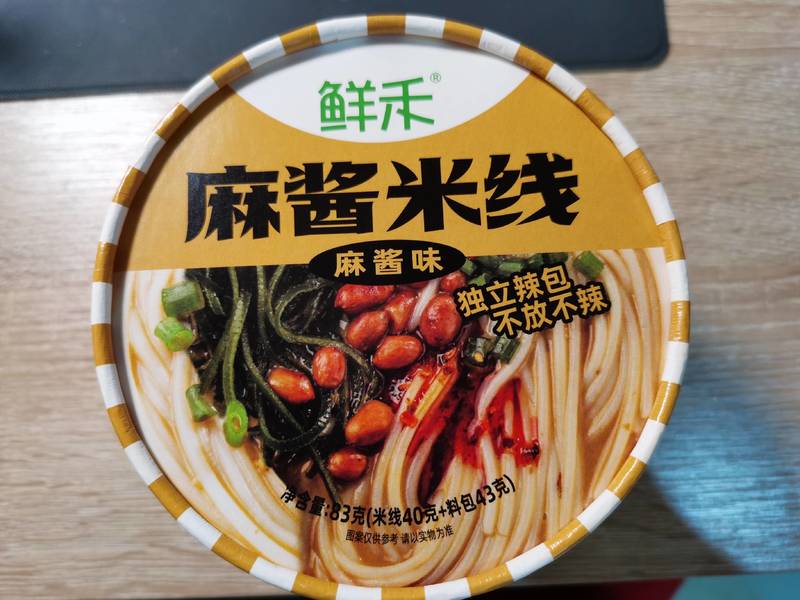 鲜禾®
麻酱米线
麻酱味
独立辣包
不放不辣
净含量:83克(米线40克+料包43克)
图案仅供参考 请以实物为准